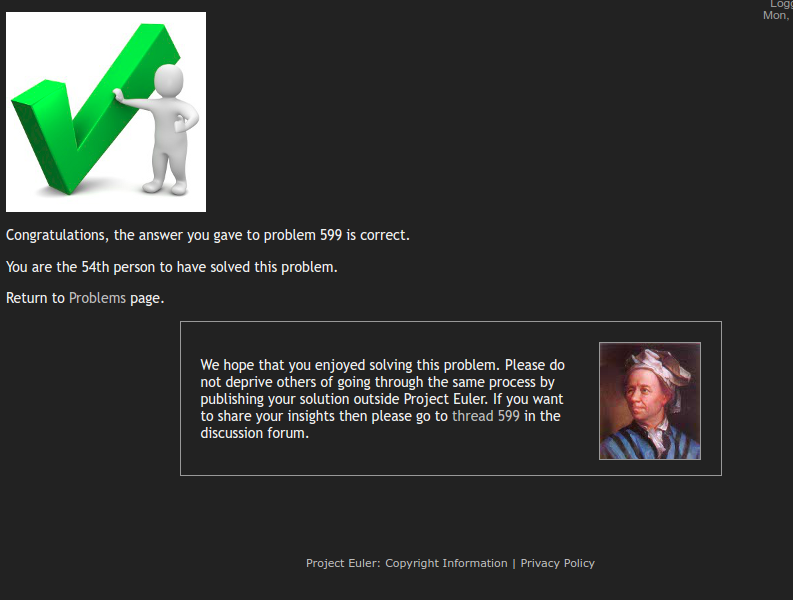 Mon,
Congratulations, the answer you gave to problem 599 is correct.
You are the 54th person to have solved this problem.
Return to Problems page.
We hope that you enjoyed solving this problem. Please do
not deprive others of going through the same process by
publishing your solution outside Project Euler. If you want
to share your insights then please go to thread 599 in the
discussion forum.
Project Euler: Copyright Information | Privacy Policy